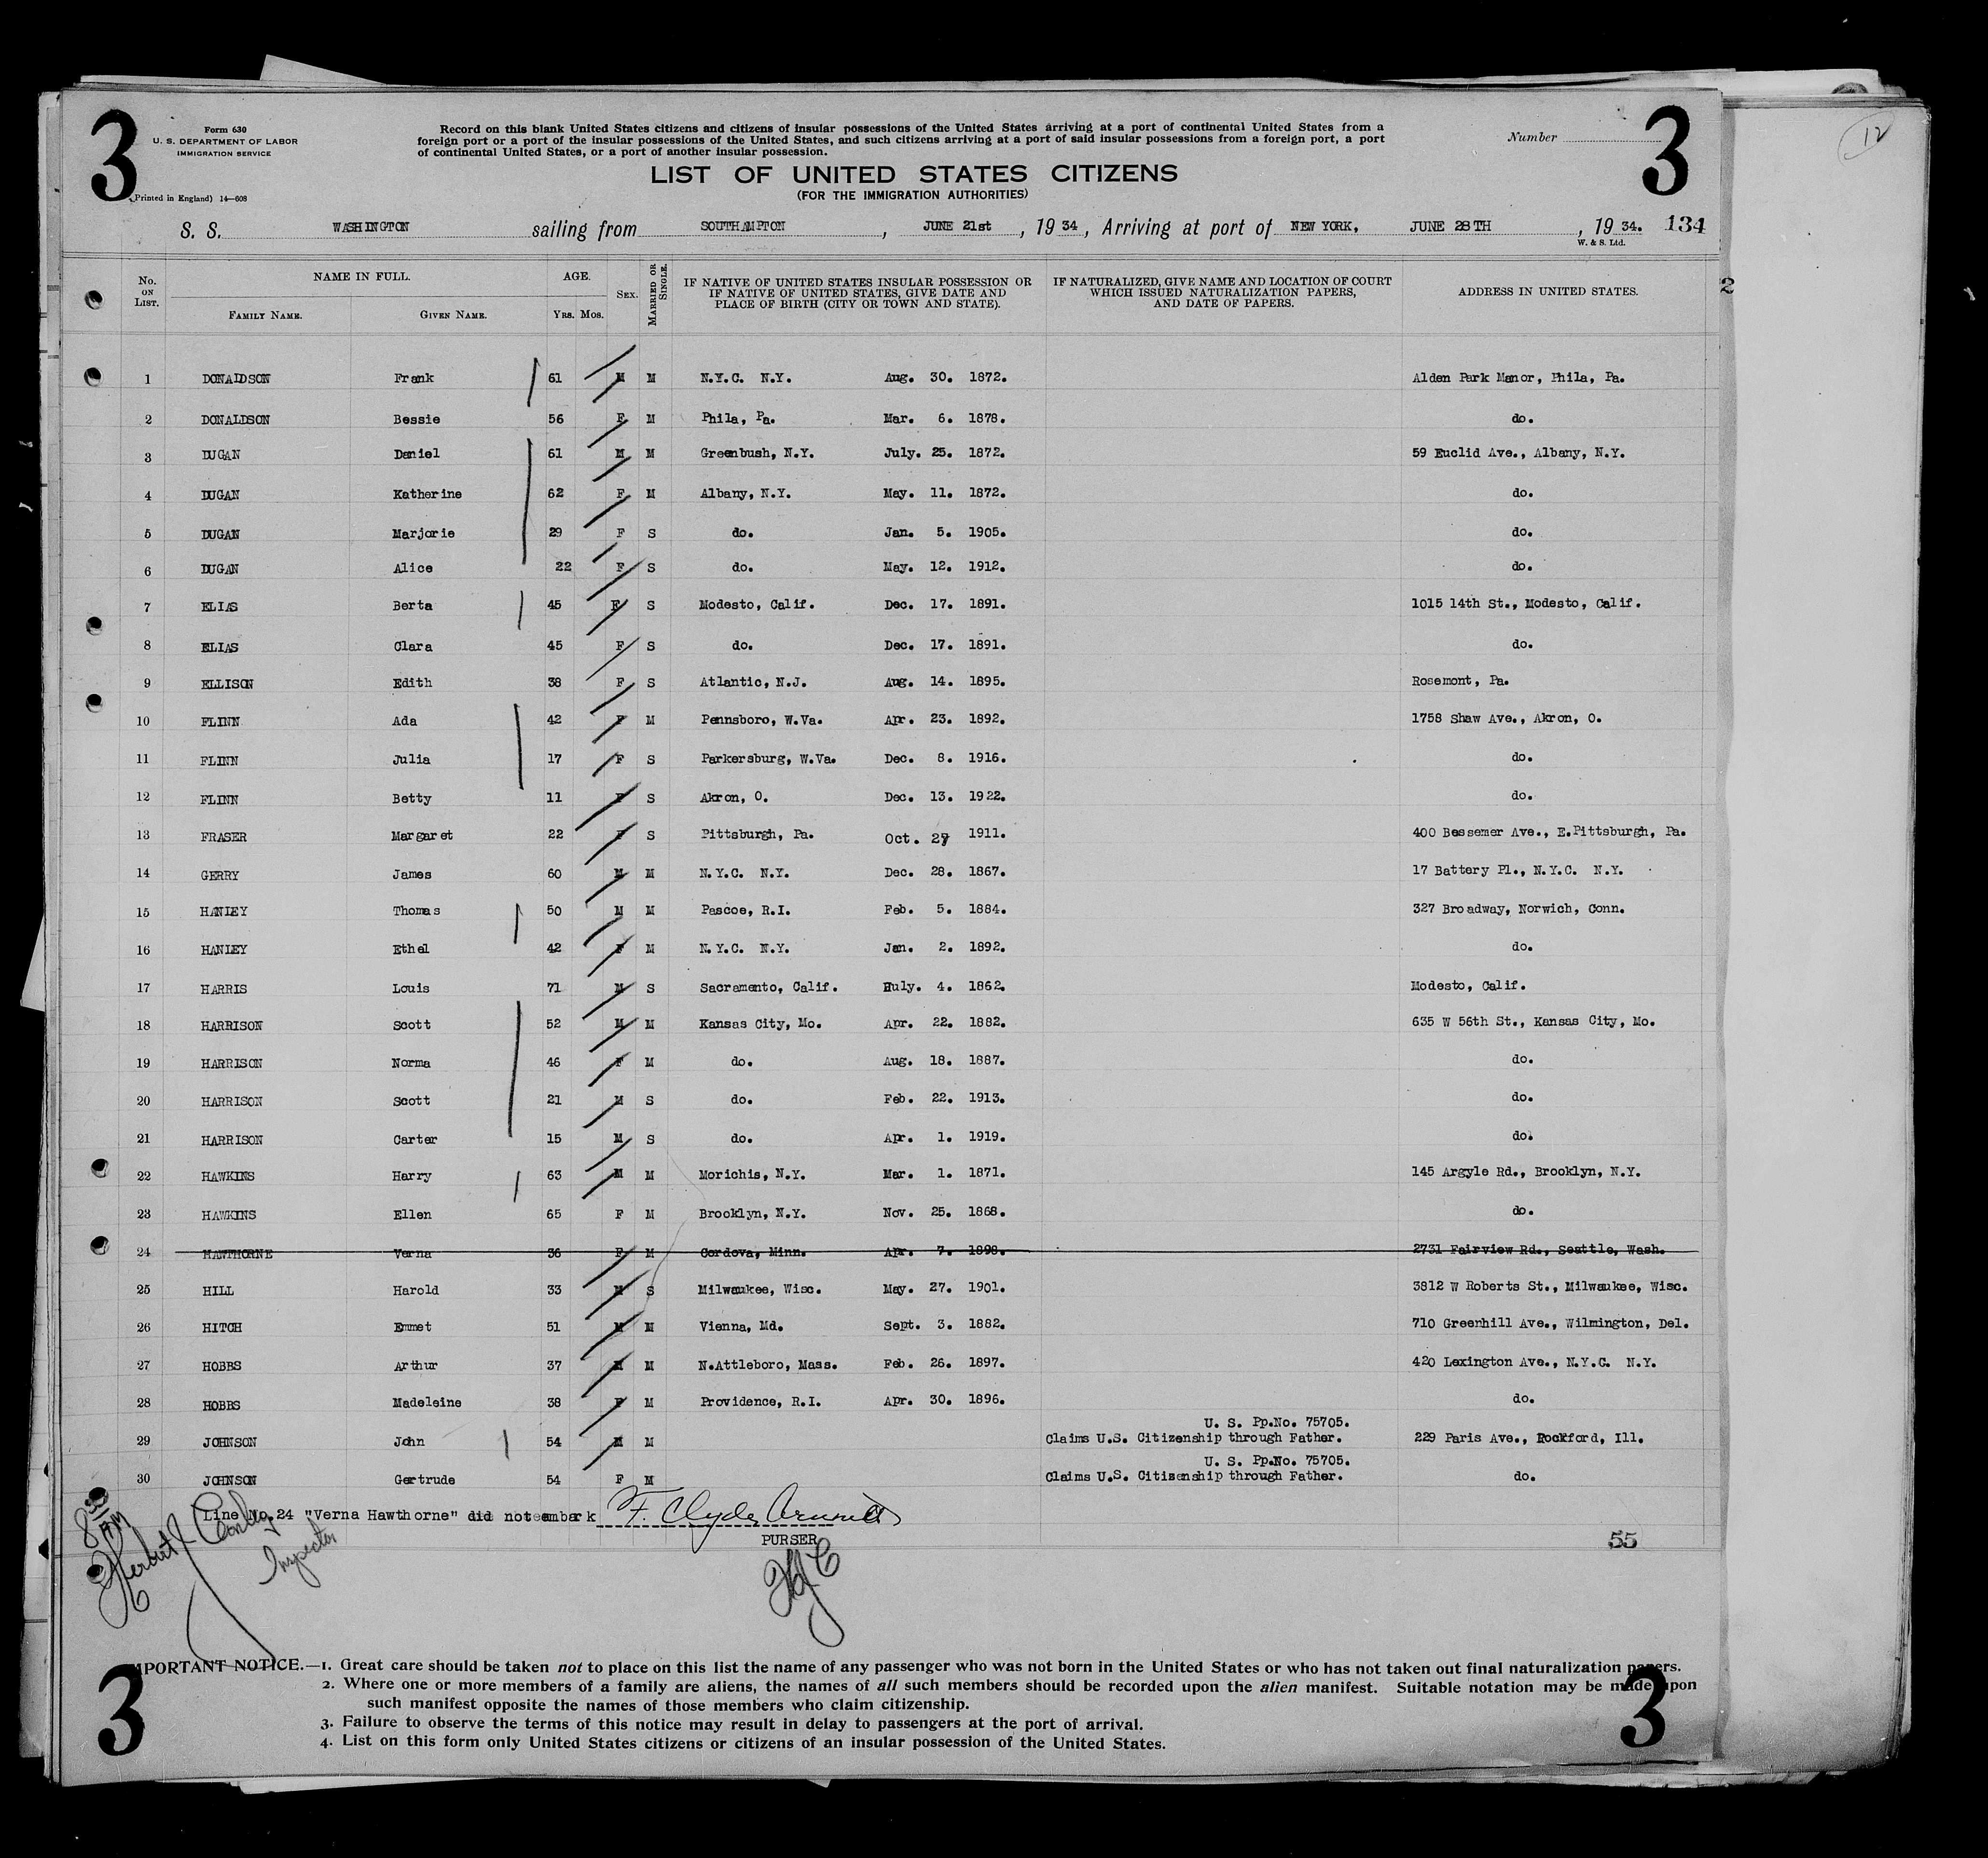 3
Form 630
U. S. DEPARTMENT OF LABOR
IMMIGRATION SERVICE
(Printed in England) 14—608
Record on this blank United States citizens and citizens of insular possessions of the United States arriving at a port of continental United States from a
foreign port or a port of the insular possessions of the United States, and such citizens arriving at a port of said insular possessions from a foreign port, a port
of continental United States, or a port of another insular possession.
Number
3
12
LIST OF UNITED STATES CITIZENS
(FOR THE IMMIGRATION AUTHORITIES)
S. S. WASHINGTON sailing from SOUTHAMPTON, JUNE 21st, 19 34, Arriving at port of NEW YORK, JUNE 28TH, 19 34. 134
W. & S. Ltd.
No. ON LIST. NAME IN FULL. FAMILY NAME. GIVEN NAME. AGE. YRS. MOS. SEX. MARRIED OR SINGLE. IF NATIVE OF UNITED STATES INSULAR POSSESSION OR IF NATIVE OF UNITED STATES, GIVE DATE AND PLACE OF BIRTH (CITY OR TOWN AND STATE). IF NATURALIZED, GIVE NAME AND LOCATION OF COURT WHICH ISSUED NATURALIZATION PAPERS, AND DATE OF PAPERS. ADDRESS IN UNITED STATES.
2
1 DONALDSON Frank 61 M M N.Y.C. N.Y. Aug. 30. 1872. Alden Park Manor, Phila, Pa.
2 DONALDSON Bessie 56 F M Phila, Pa. Mar. 6. 1878. do.
3 DUGAN Daniel 61 M M Greenbush, N.Y. July. 25. 1872. 59 Euclid Ave., Albany, N.Y.
4 DUGAN Katherine 62 F M Albany, N.Y. May. 11. 1872. do.
5 DUGAN Marjorie 29 F S do. Jan. 5. 1905. do.
6 DUGAN Alice 22 F S do. May. 12. 1912. do.
7 ELIAS Berta 45 F S Modesto, Calif. Dec. 17. 1891. 1015 14th St., Modesto, Calif.
8 ELIAS Clara 45 F S do. Dec. 17. 1891. do.
9 ELLISON Edith 38 F S Atlantic, N.J. Aug. 14. 1895. Rosemont, Pa.
10 FLINN Ada 42 F M Pennsboro, W.Va. Apr. 23. 1892. 1758 Shaw Ave., Akron, O.
11 FLINN Julia 17 F S Parkersburg, W.Va. Dec. 8. 1916. do.
12 FLINN Betty 11 F S Akron, O. Dec. 13. 1922. do.
13 FRASER Margaret 22 F S Pittsburgh, Pa. Oct. 27 1911. 400 Bessemer Ave., E.Pittsburgh, Pa.
14 GERRY James 60 M M N.Y.C. N.Y. Dec. 28. 1867. 17 Battery Pl., N.Y.C. N.Y.
15 HANLEY Thomas 50 M M Pascoe, R.I. Feb. 5. 1884. 327 Broadway, Norwich, Conn.
16 HANLEY Ethel 42 F M N.Y.C. N.Y. Jan. 2. 1892. do.
17 HARRIS Louis 71 M S Sacramento, Calif. Huly. 4. 1862. Modesto, Calif.
18 HARRISON Scott 52 M M Kansas City, Mo. Apr. 22. 1882. 635 W 56th St., Kansas City, Mo.
19 HARRISON Norma 46 F M do. Aug. 18. 1887. do.
20 HARRISON Scott 21 M S do. Feb. 22. 1913. do.
21 HARRISON Carter 15 M S do. Apr. 1. 1919. do.
22 HAWKINS Harry 63 M M Morichis, N.Y. Mar. 1. 1871. 145 Argyle Rd., Brooklyn, N.Y.
23 HAWKINS Ellen 65 F M Brooklyn, N.Y. Nov. 25. 1868. do.
24 HAWTHORNE Verna 36 F M Cordova, Minn. Apr. 7. 1898. 2731 Fairview Rd., Seattle, Wash.
25 HILL Harold 33 M S Milwaukee, Wisc. May. 27. 1901. 3812 W Roberts St., Milwaukee, Wisc.
26 HITCH Emmet 51 M M Vienna, Md. Sept. 3. 1882. 710 Greenhill Ave., Wilmington, Del.
27 HOBBS Arthur 37 M M N.Attleboro, Mass. Feb. 26. 1897. 420 Lexington Ave., N.Y.C. N.Y.
28 HOBBS Madeleine 38 F M Providence, R.I. Apr. 30. 1896. do.
U. S. Pp.No. 75705.
29 JOHNSON John 54 M M Claims U.S. Citizenship through Father. 229 Paris Ave., Rockford, Ill.
U. S. Pp.No. 75705.
30 JOHNSON Gertrude 54 F M Claims U.S. Citizenship through Father. do.
Line No.24 "Verna Hawthorne" did not embark F. Clyde
PURSER
55
8 AM
Herbert J Conley
Inspector
HJC
IMPORTANT NOTICE.—1. Great care should be taken not to place on this list the name of any passenger who was not born in the United States or who has not taken out final naturalization papers.
2. Where one or more members of a family are aliens, the names of all such members should be recorded upon the alien manifest. Suitable notation may be made upon
such manifest opposite the names of those members who claim citizenship.
3. Failure to observe the terms of this notice may result in delay to passengers at the port of arrival.
4. List on this form only United States citizens or citizens of an insular possession of the United States.
3
3